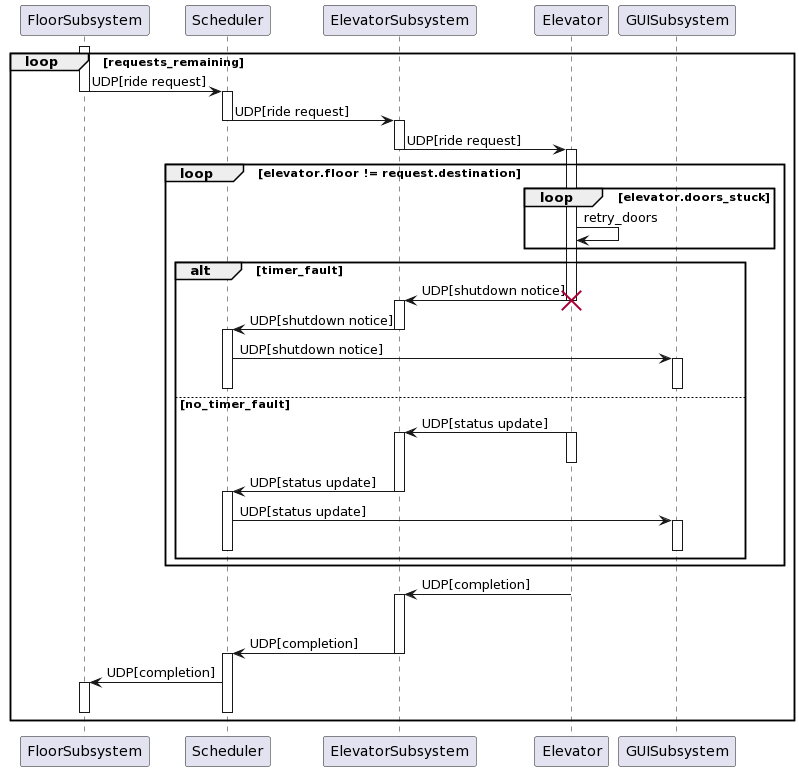 FloorSubsystem Scheduler ElevatorSubsystem Elevator GUISubsystem
loop [requests_remaining]
UDP[ride request]
UDP[ride request]
UDP[ride request]
loop [elevator.floor != request.destination]
loop [elevator.doors_stuck]
retry_doors
alt [timer_fault]
UDP[shutdown notice]
UDP[shutdown notice]
UDP[shutdown notice]
[no_timer_fault]
UDP[status update]
UDP[status update]
UDP[status update]
UDP[completion]
UDP[completion]
UDP[completion]
FloorSubsystem Scheduler ElevatorSubsystem Elevator GUISubsystem